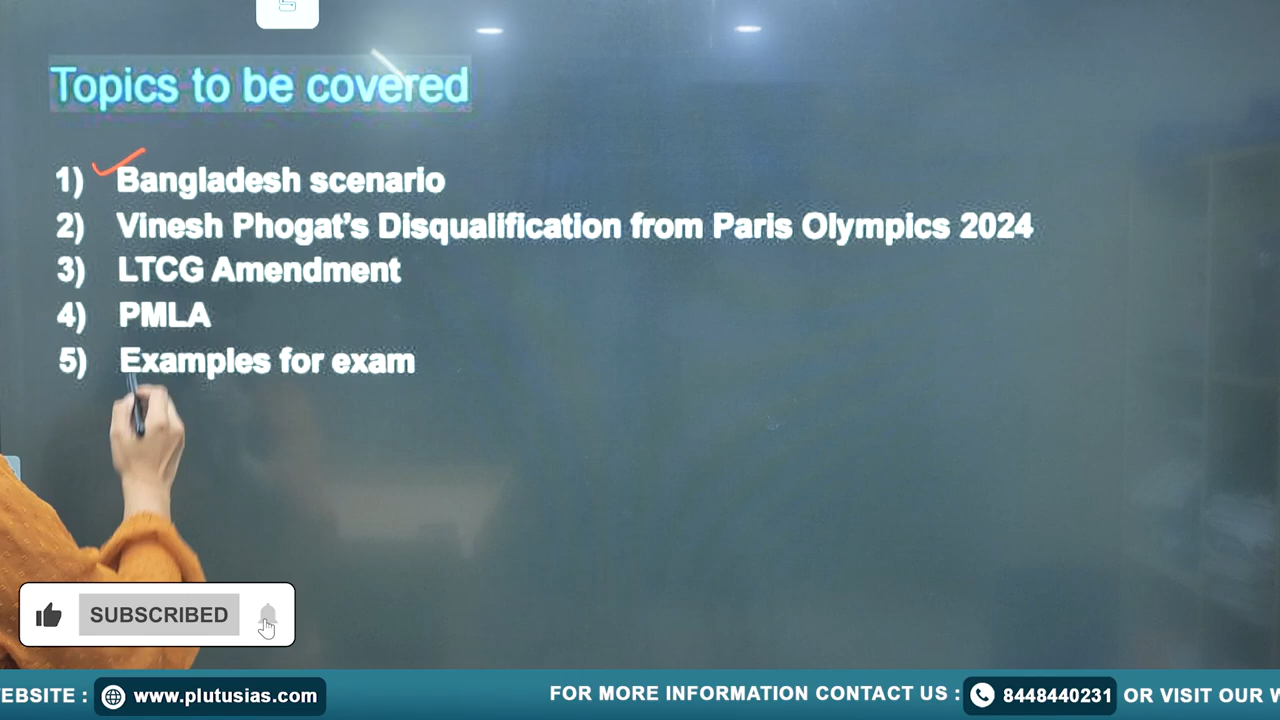 Topics to be covered
1) Bangladesh scenario
2) Vinesh Phogat's Disqualification from Paris Olympics 2024
3) LTCG Amendment
4) PMLA
5) Examples for exam
SUBSCRIBED
EBSITE : www.plutusias.com FOR MORE INFORMATION CONTACT US : 8448440231 OR VISIT OUR W